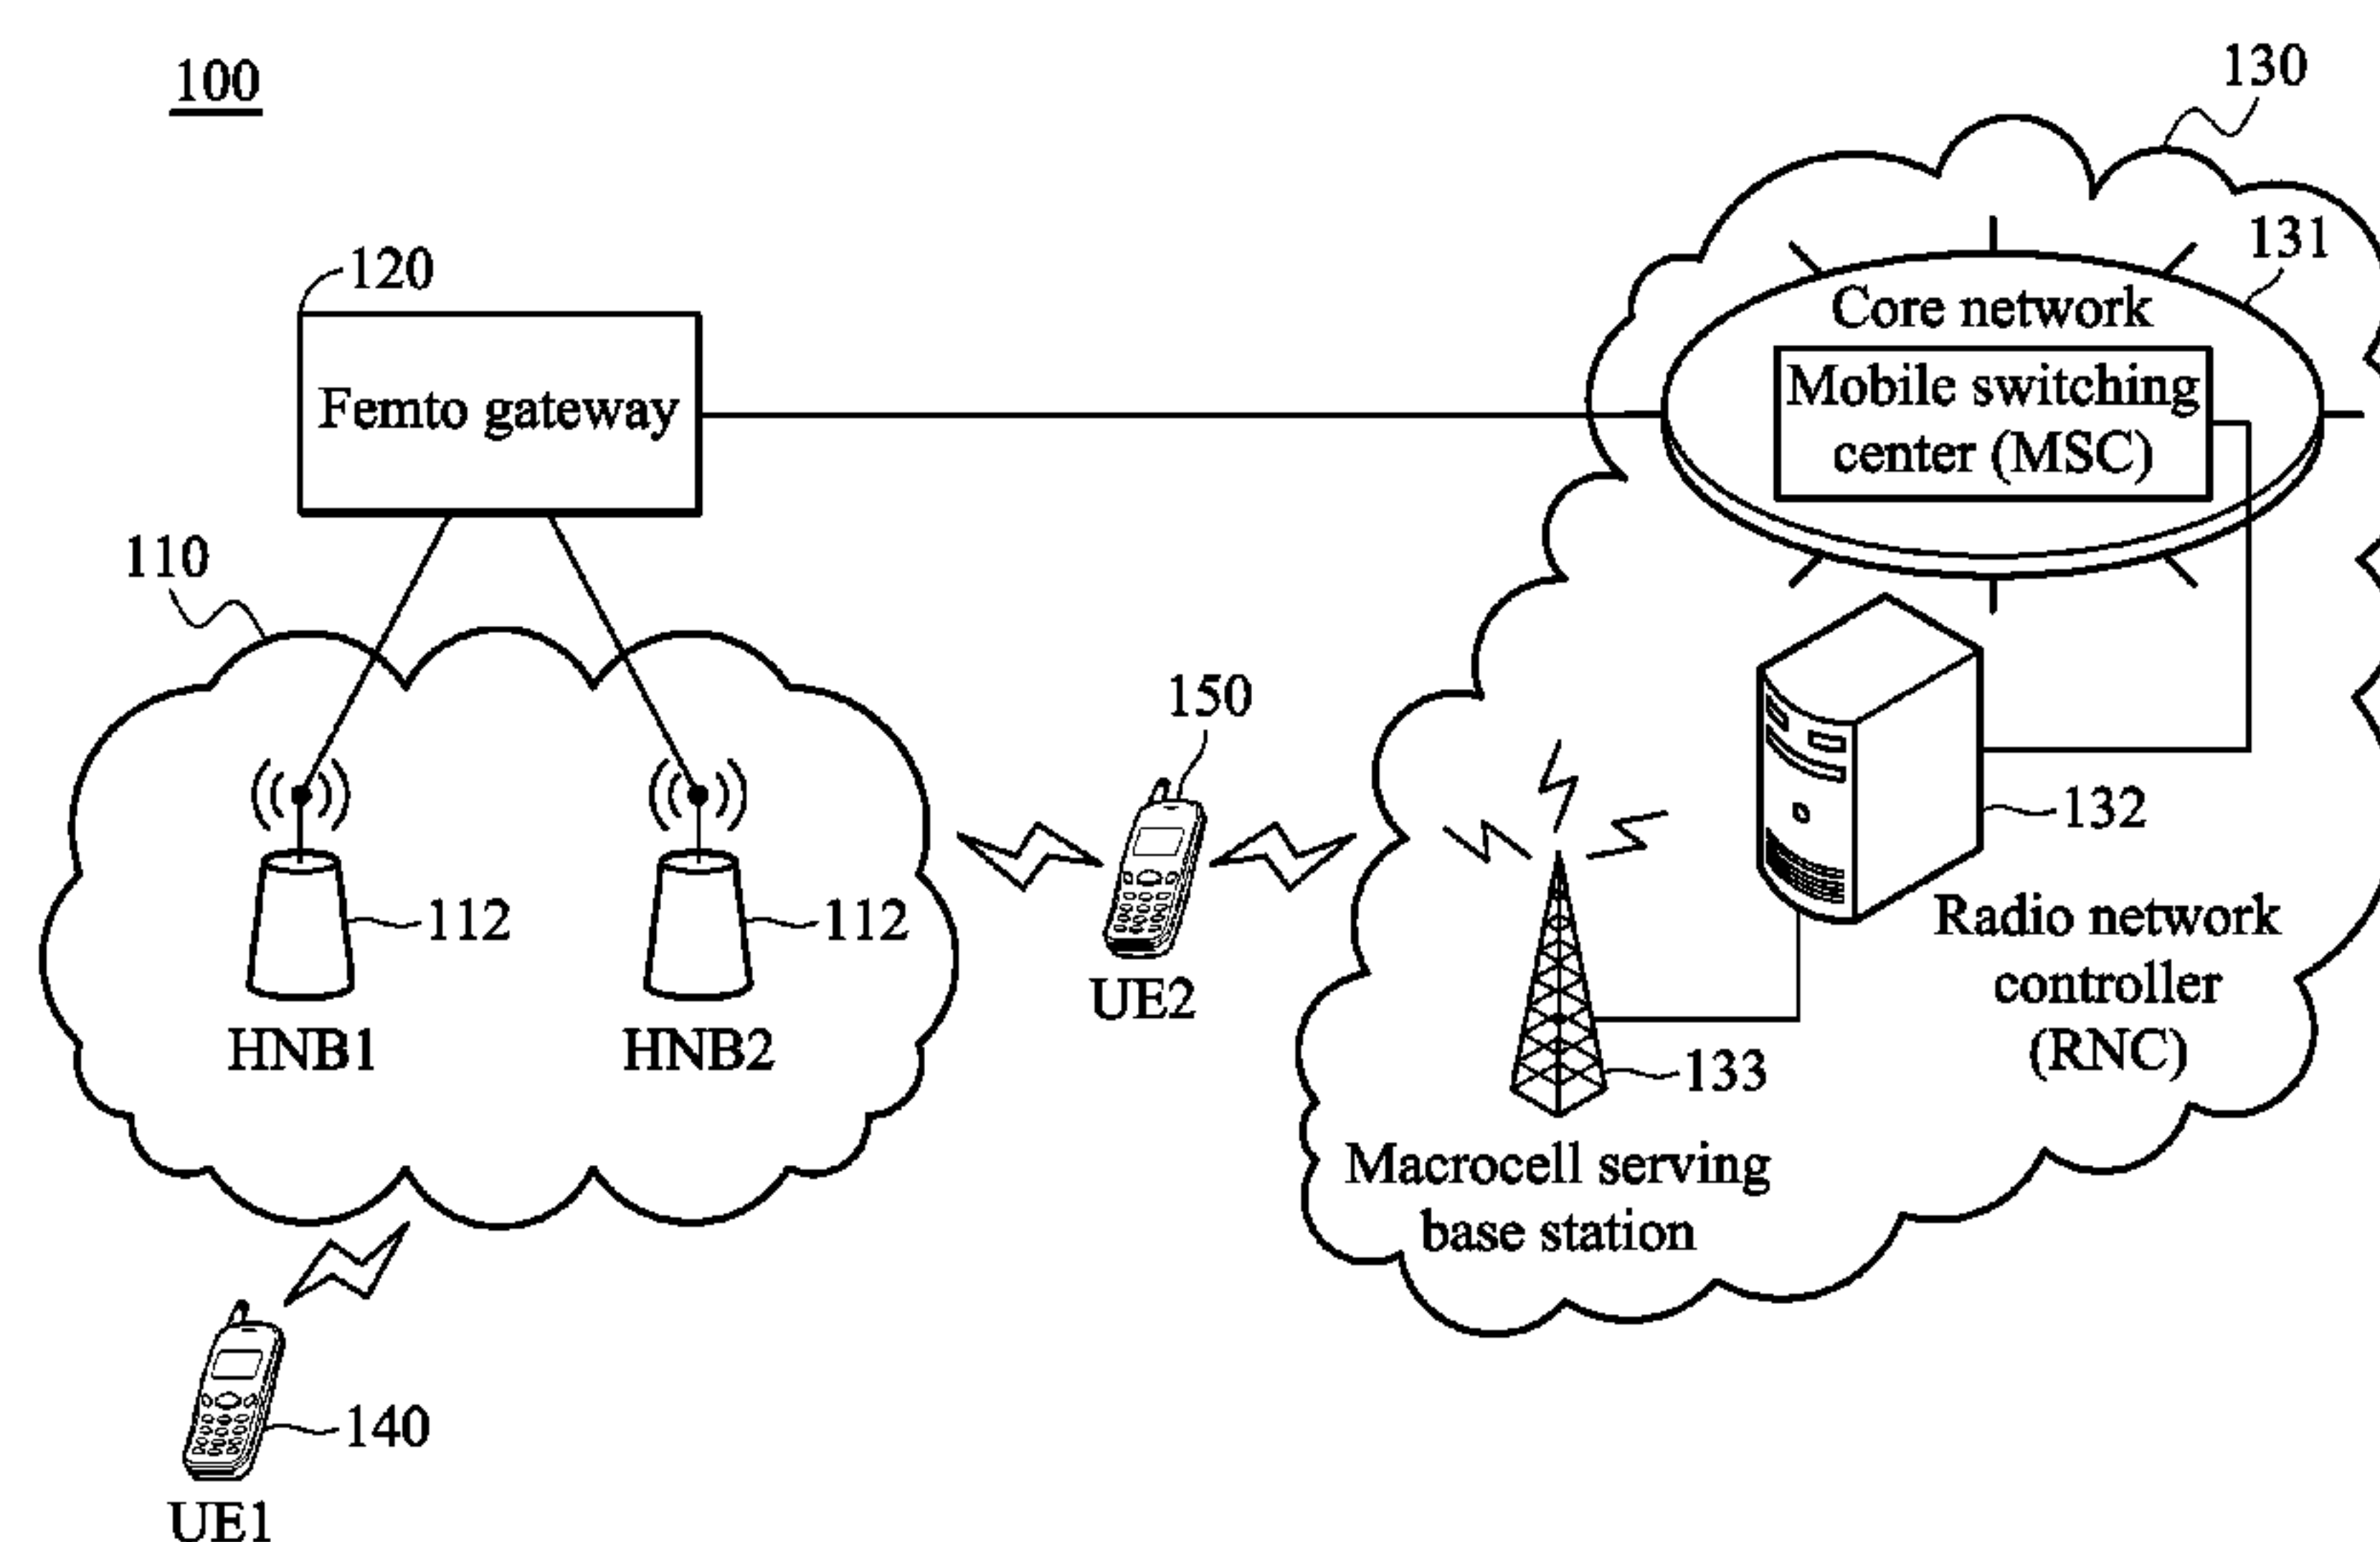 100
130
131
120
Core network
Mobile switching
center (MSC)
Femto gateway
110
150
132
112
112
Radio network
controller
(RNC)
UE2
HNB1
HNB2
133
Macrocell serving
base station
140
UE1